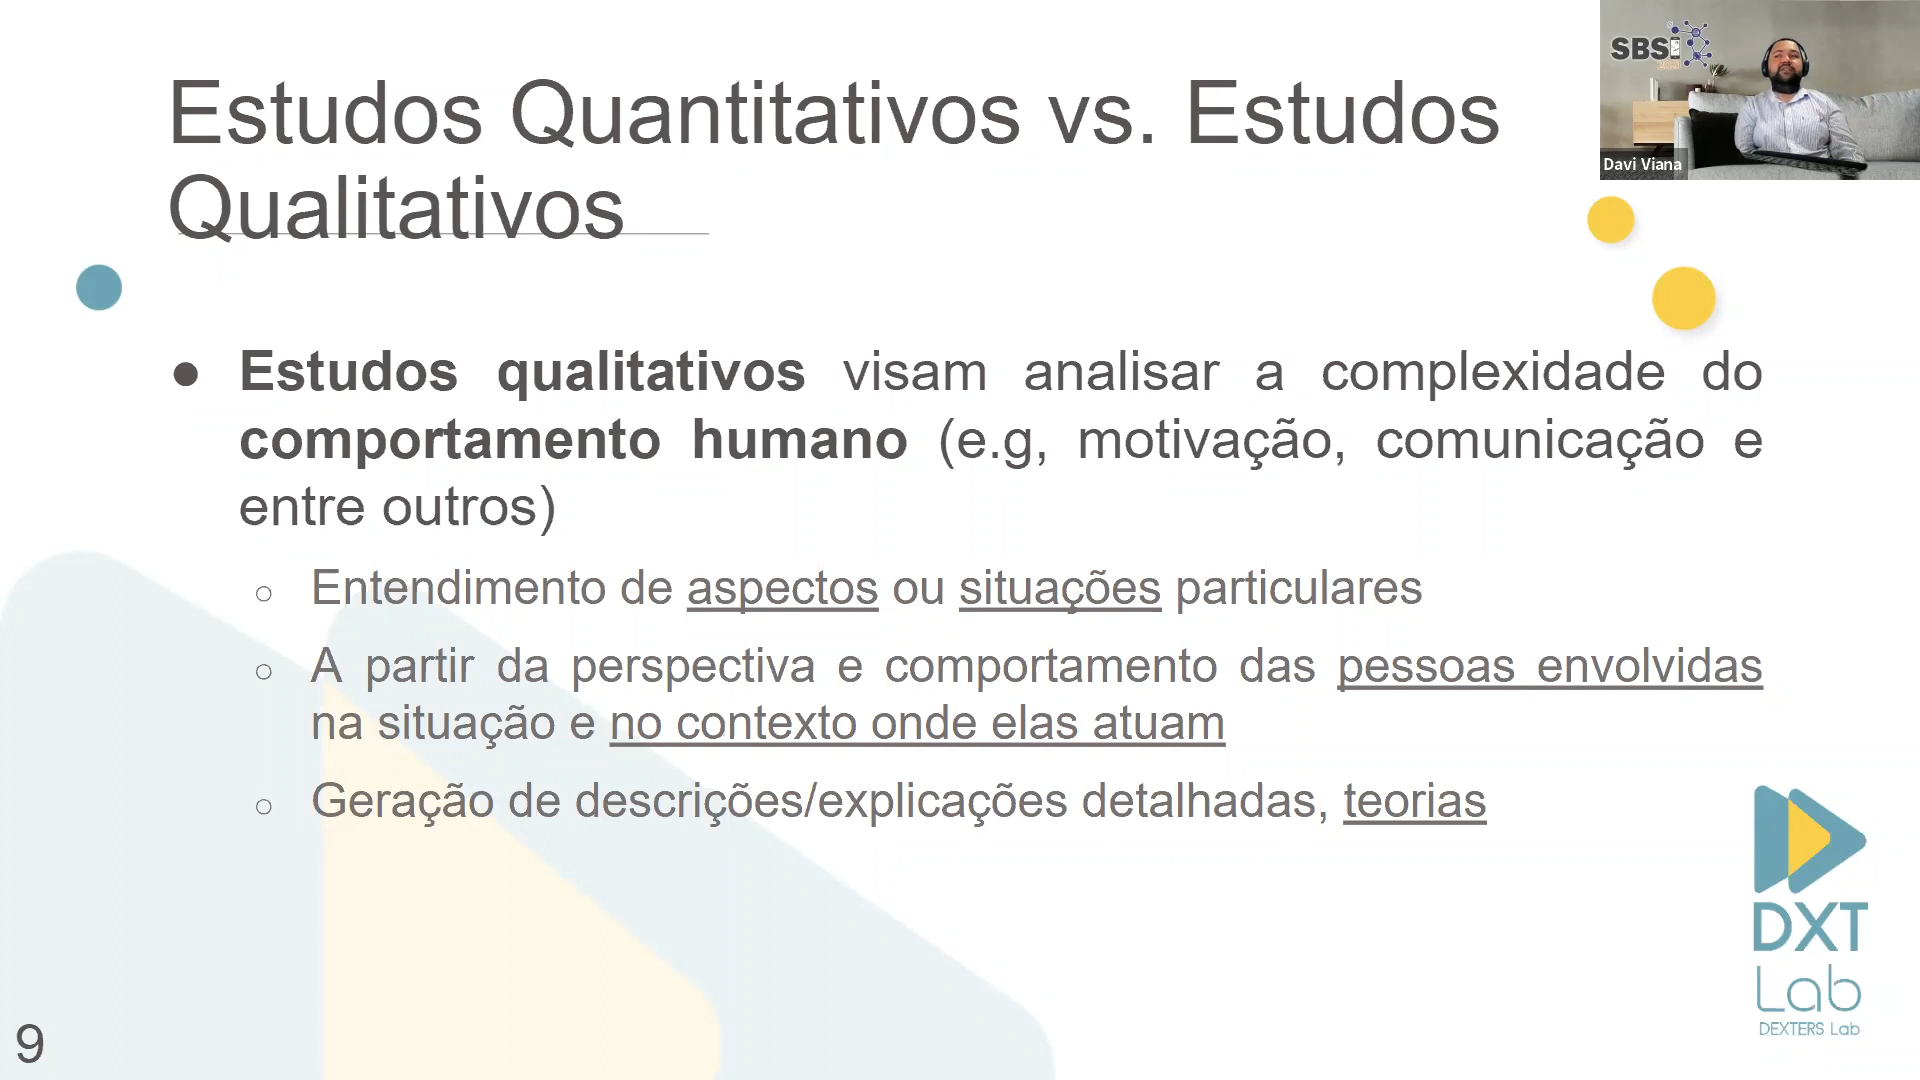 Estudos Quantitativos vs. Estudos
Qualitativos
SBSI
Davi Viana
● Estudos qualitativos visam analisar a complexidade do
comportamento humano (e.g, motivação, comunicação e
entre outros)
○ Entendimento de aspectos ou situações particulares
○ A partir da perspectiva e comportamento das pessoas envolvidas
na situação e no contexto onde elas atuam
○ Geração de descrições/explicações detalhadas, teorias
DXT
Lab
DEXTERS Lab
9